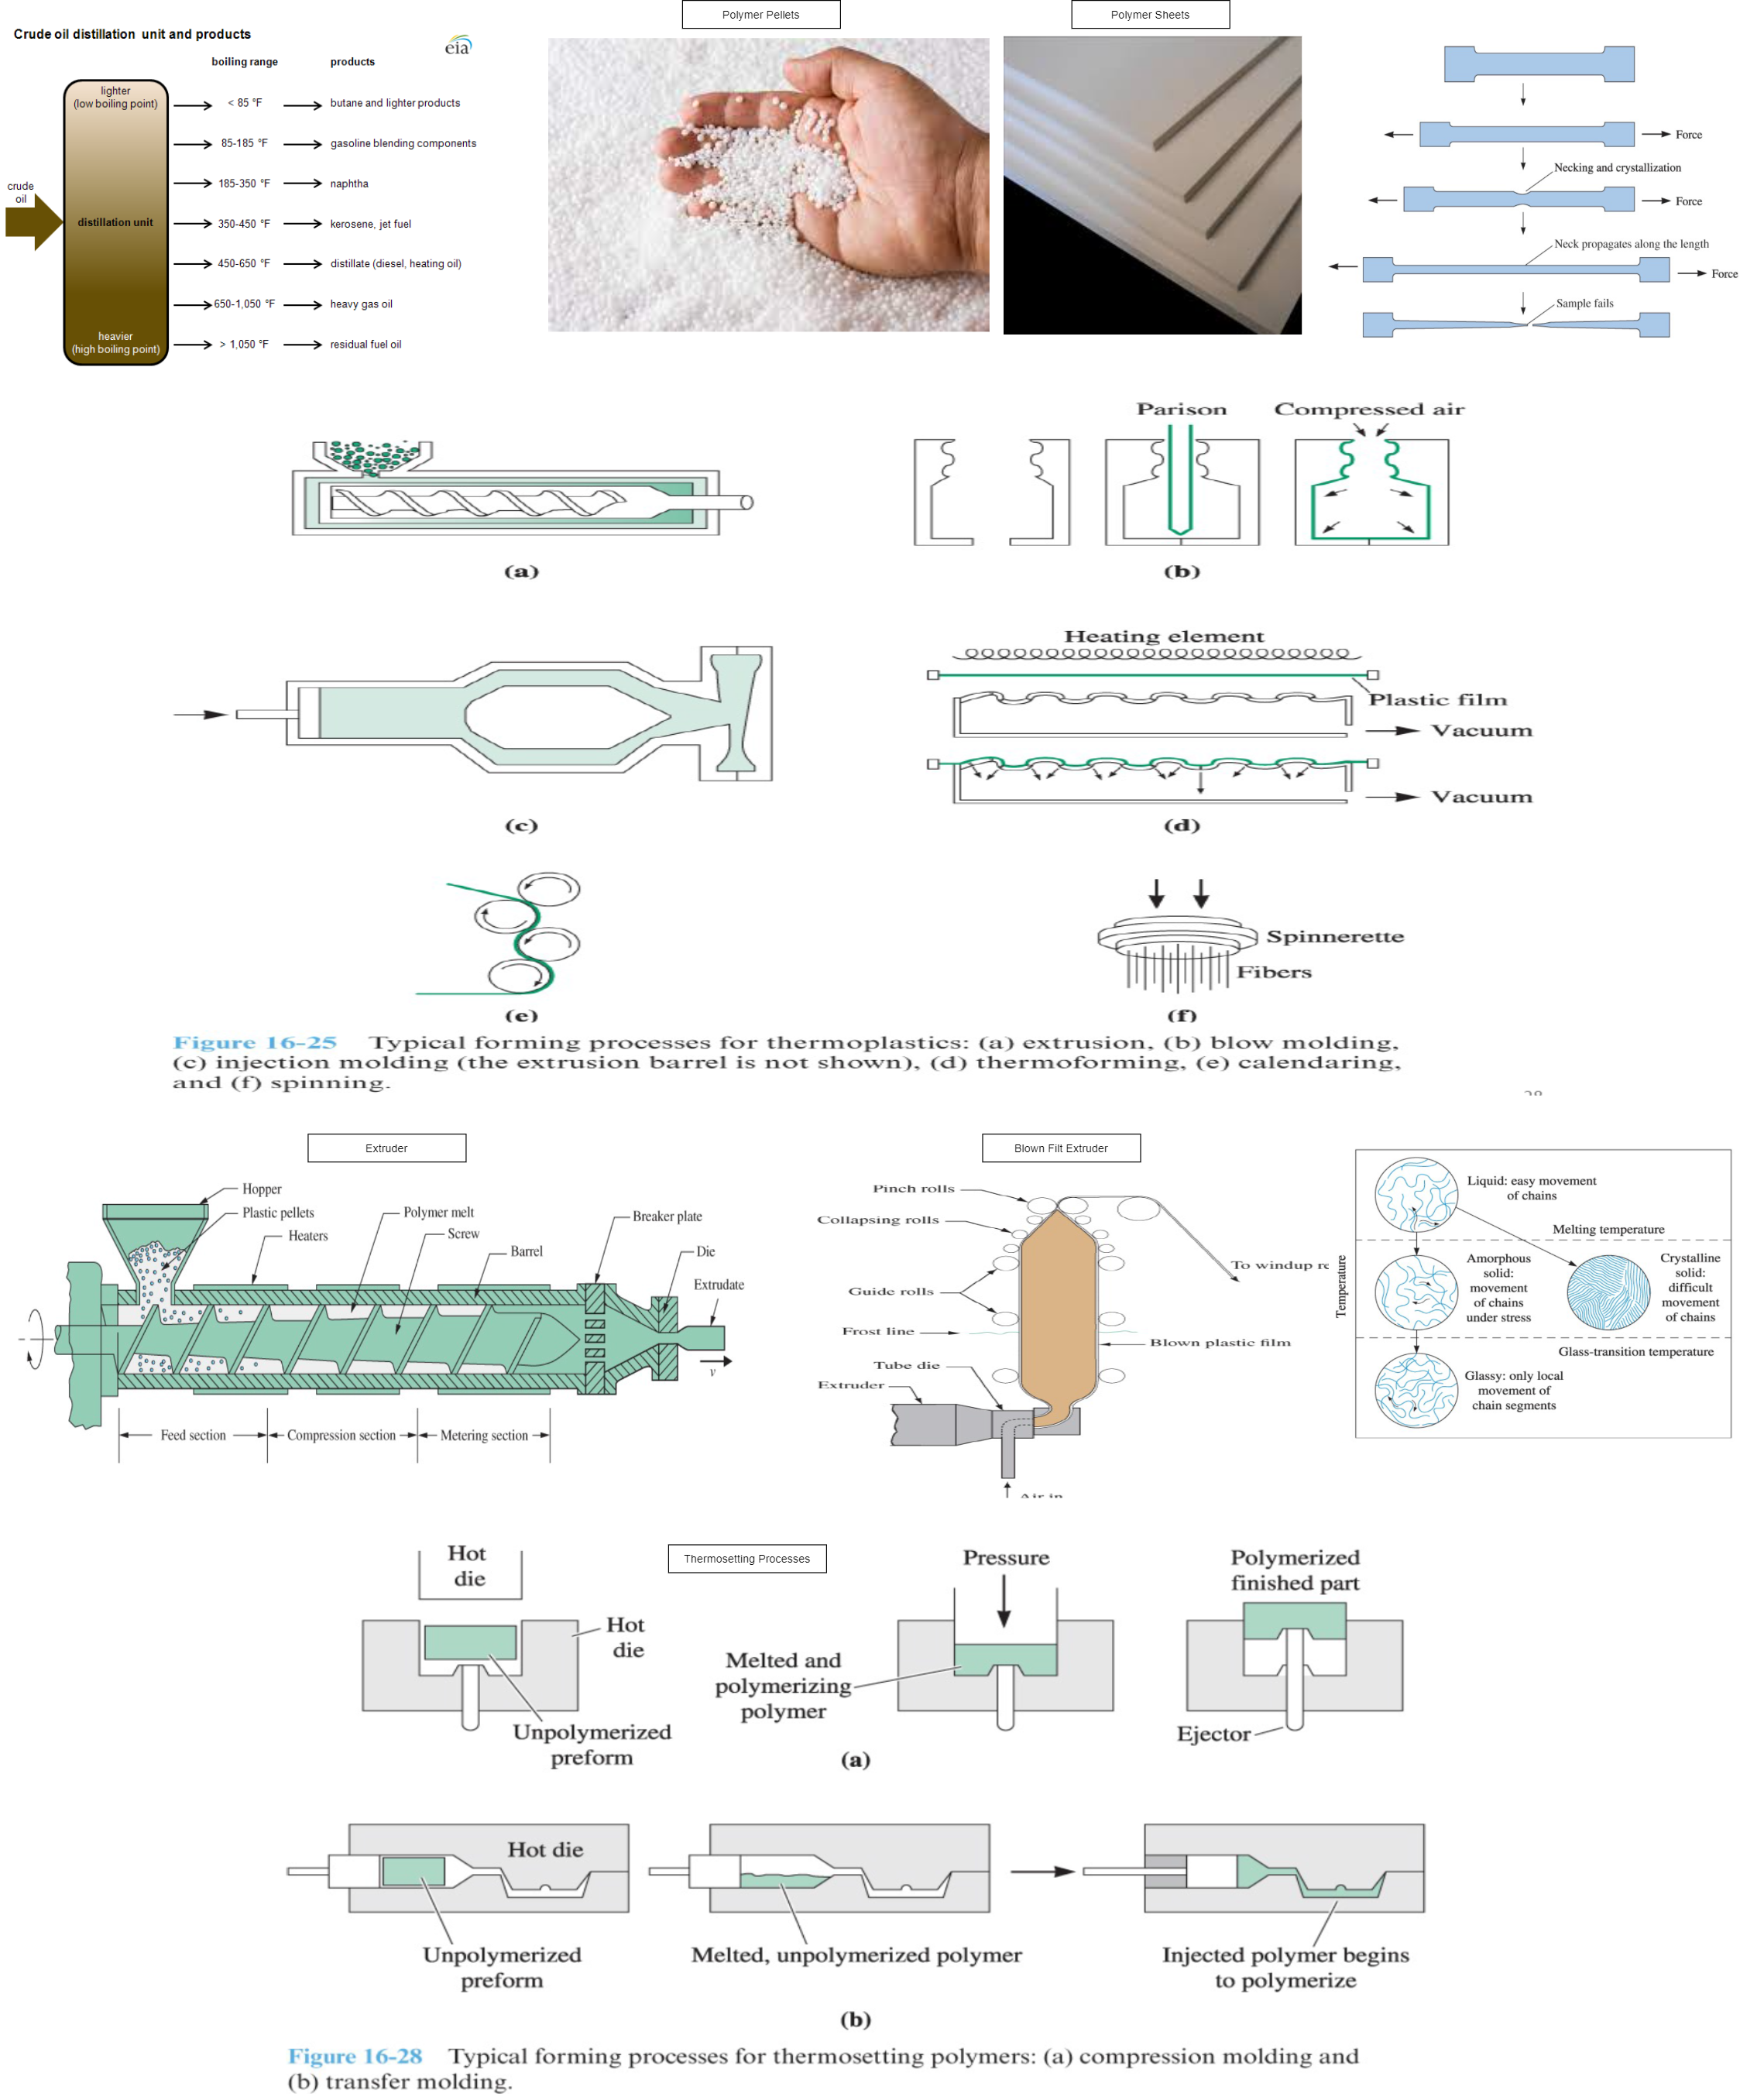 Polymer Pellets
Polymer Sheets
Crude oil distillation unit and products
eia
boiling range
products
lighter
(low boiling point)
< 85 °F
butane and lighter products
85-185 °F
gasoline blending components
185-350 °F
naphtha
crude
oil
distillation unit
350-450 °F
kerosene, jet fuel
450-650 °F
distillate (diesel, heating oil)
650-1,050 °F
heavy gas oil
heavier
(high boiling point)
> 1,050 °F
residual fuel oil
Force
Necking and crystallization
Force
Neck propagates along the length
Force
Sample fails
(a)
Parison
Compressed air
(b)
(c)
Heating element
Plastic film
Vacuum
Vacuum
(d)
(e)
Spinnerette
Fibers
(f)
Figure 16-25 Typical forming processes for thermoplastics: (a) extrusion, (b) blow molding,
(c) injection molding (the extrusion barrel is not shown), (d) thermoforming, (e) calendaring,
and (f) spinning.
Extruder
Hopper
Plastic pellets
Heaters
Polymer melt
Screw
Barrel
Breaker plate
Die
Extrudate
v
Feed section
Compression section
Metering section
Blown Filt Extruder
Pinch rolls
Collapsing rolls
To windup
Guide rolls
Frost line
Blown plastic film
Tube die
Extruder
Temperature
Liquid: easy movement
of chains
Melting temperature
Amorphous
solid:
movement
of chains
under stress
Crystalline
solid:
difficult
movement
of chains
Glass-transition temperature
Glassy: only local
movement of
chain segments
Thermosetting Processes
Hot
die
Hot
die
Unpolymerized
preform
Pressure
Melted and
polymerizing
polymer
Polymerized
finished part
Ejector
(a)
Hot die
Unpolymerized
preform
Melted, unpolymerized polymer
Injected polymer begins
to polymerize
(b)
Figure 16-28 Typical forming processes for thermosetting polymers: (a) compression molding and
(b) transfer molding.